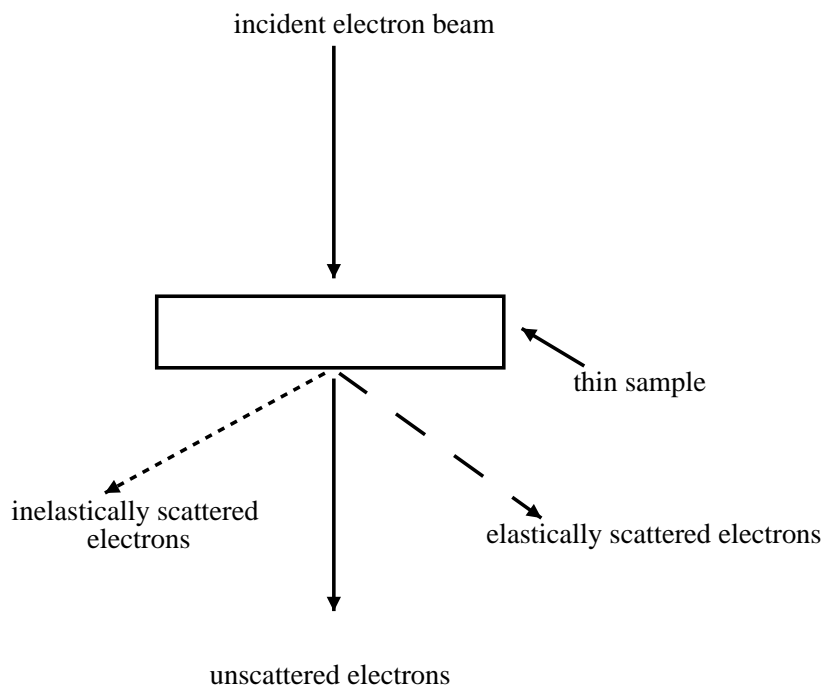 incident electron beam
thin sample
inelastically scattered
electrons
elastically scattered electrons
unscattered electrons